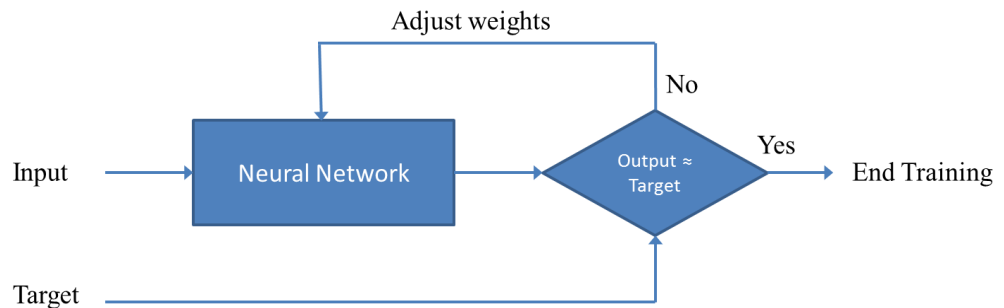 Adjust weights
No
Input
Neural Network
Output ≈
Target
Yes
End Training
Target